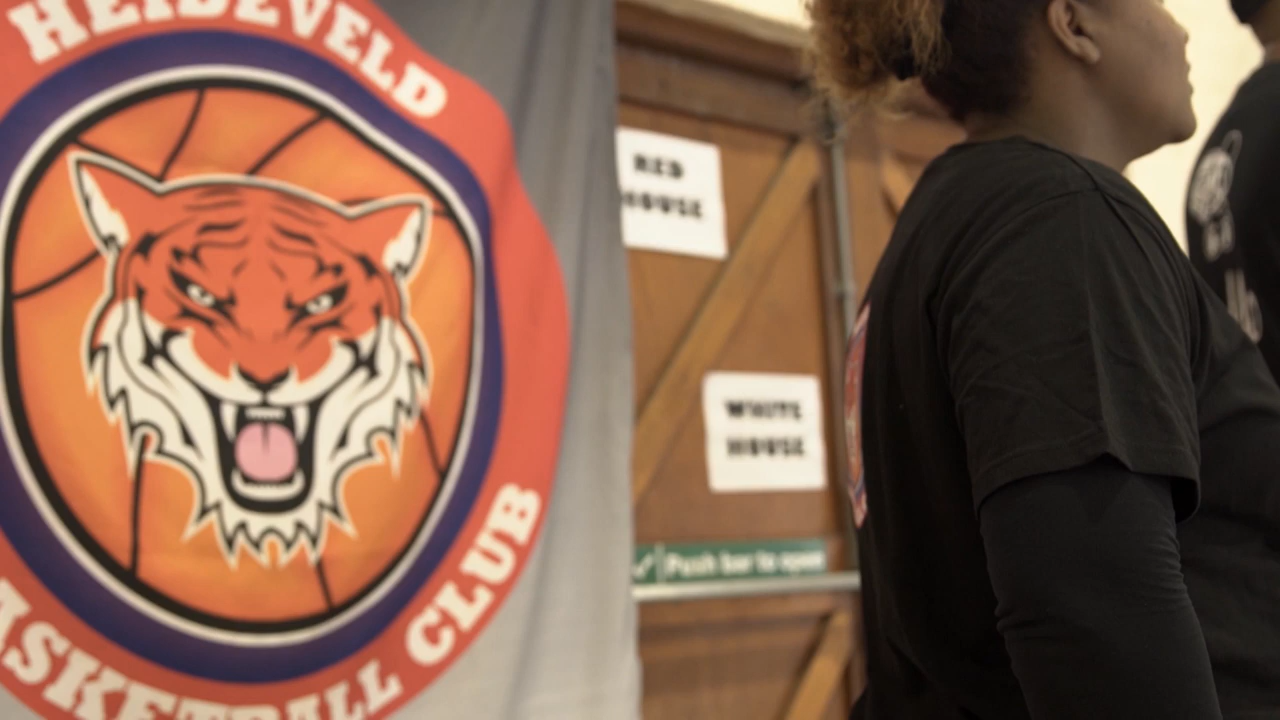 HEIDEVELD
BASKETBALL CLUB
RED
HOUSE
WHITE
HOUSE
Push bar to open